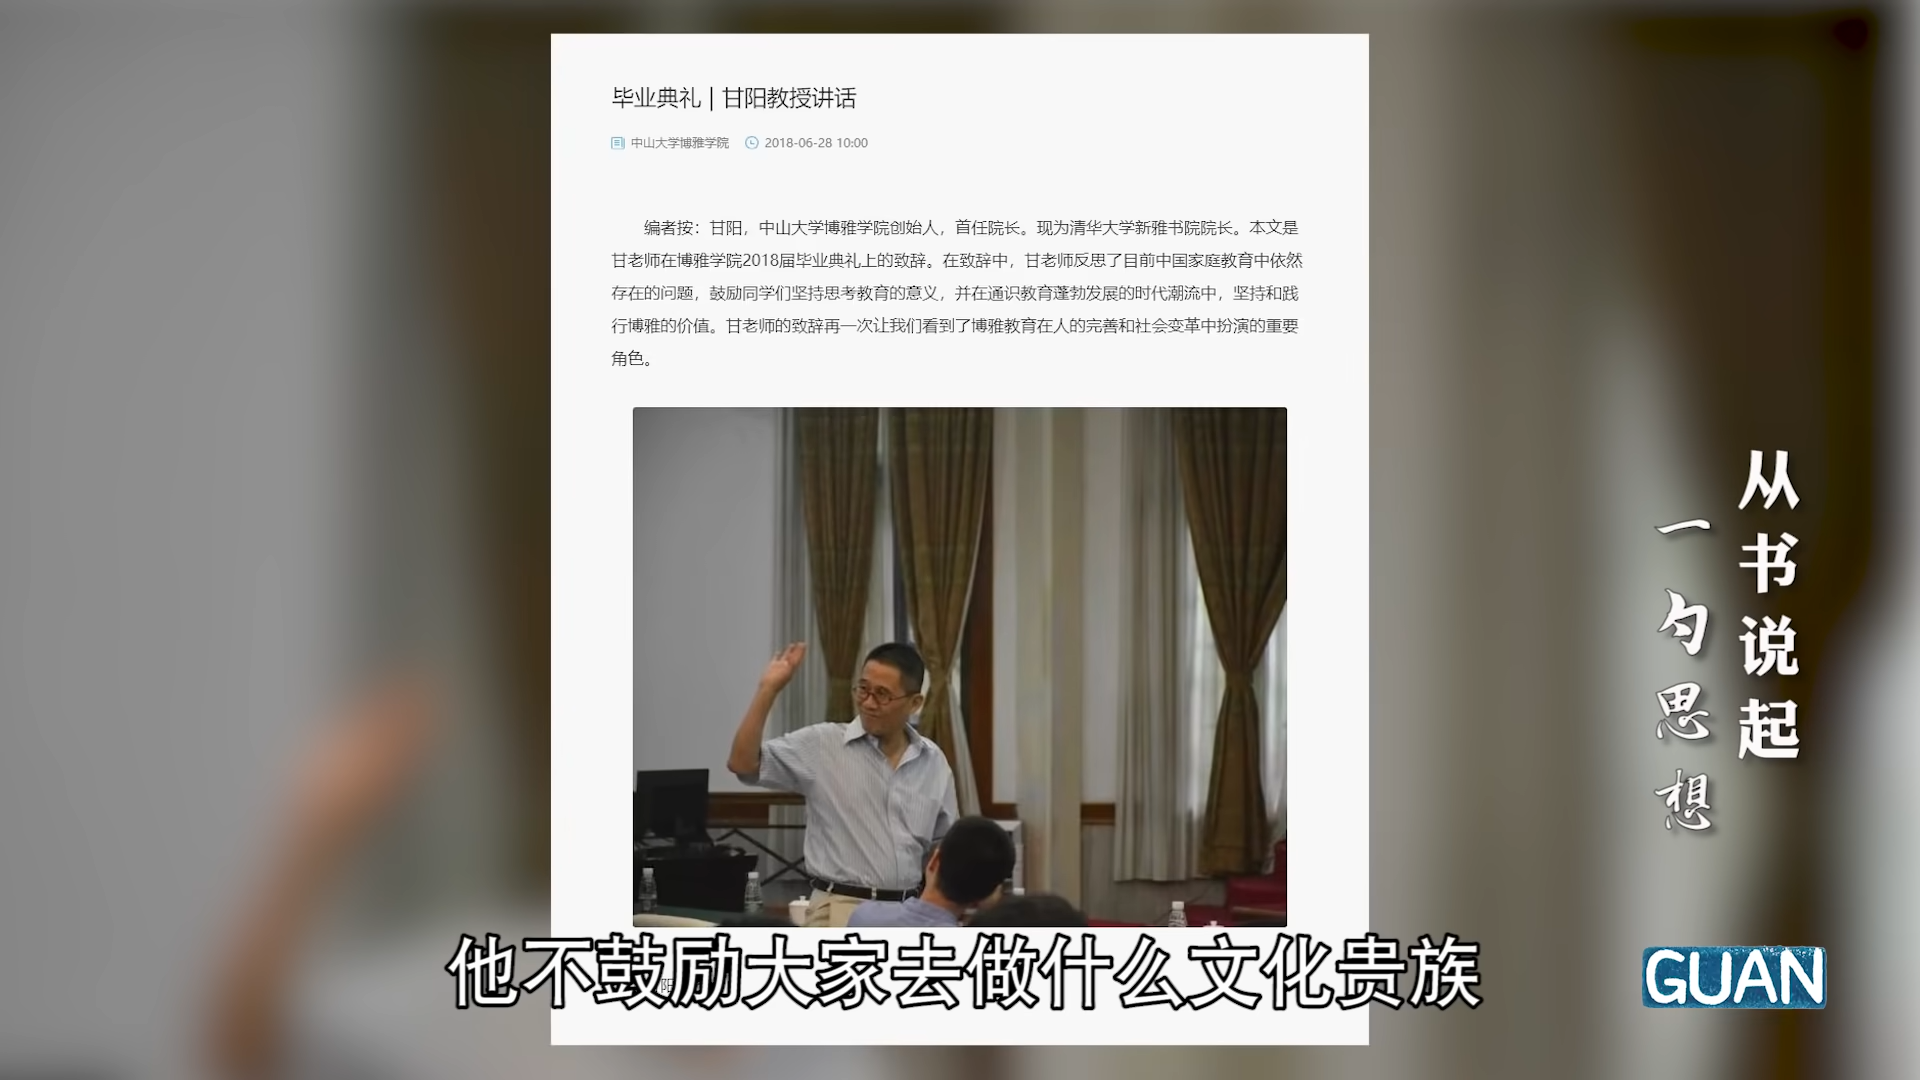 毕业典礼 | 甘阳教授讲话
中山大学博雅学院 2018-06-28 10:00
编者按：甘阳，中山大学博雅学院创始人，首任院长。现为清华大学新雅书院院长。本文是
甘老师在博雅学院2018届毕业典礼上的致辞。在致辞中，甘老师反思了目前中国家庭教育中依然
存在的问题，鼓励同学们坚持思考教育的意义，并在通识教育蓬勃发展的时代潮流中，坚持和践
行博雅的价值。甘老师的致辞再一次让我们看到了博雅教育在人的完善和社会变革中扮演的重要
角色。
从书说起
一勺思想
他不鼓励大家去做什么文化贵族
GUAN